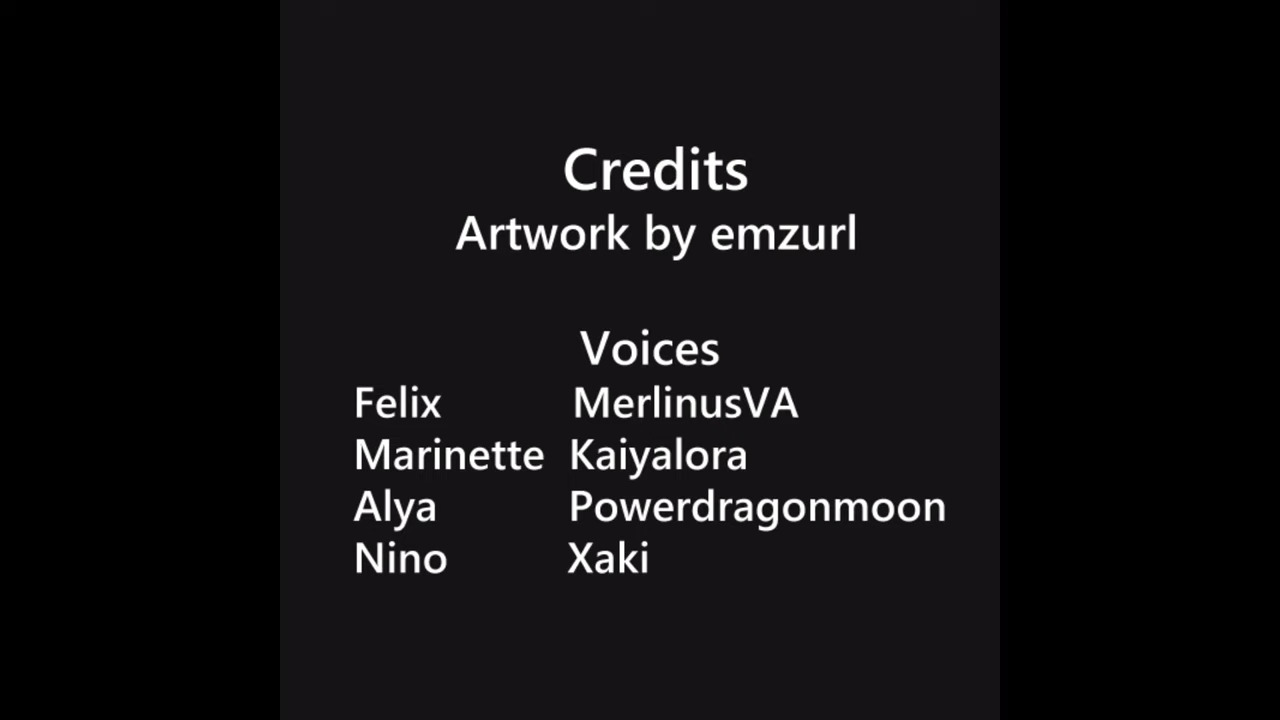 Credits
Artwork by emzurl
Voices
Felix MerlinusVA
Marinette Kaiyalora
Alya Powerdragonmoon
Nino Xaki